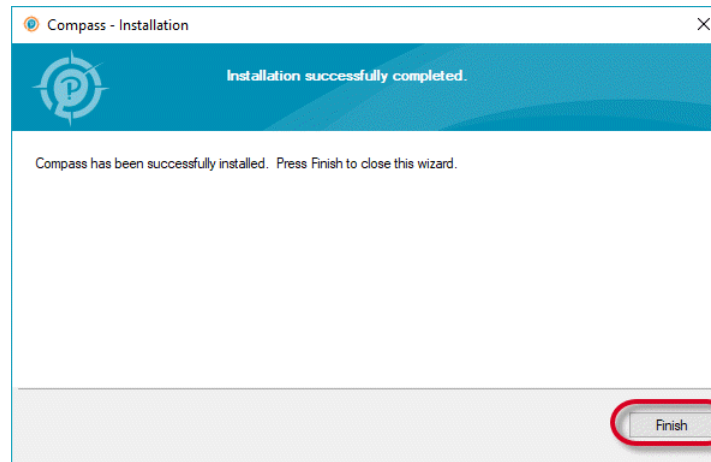 Compass - Installation
Installation successfully completed.
Compass has been successfully installed. Press Finish to close this wizard.
Finish